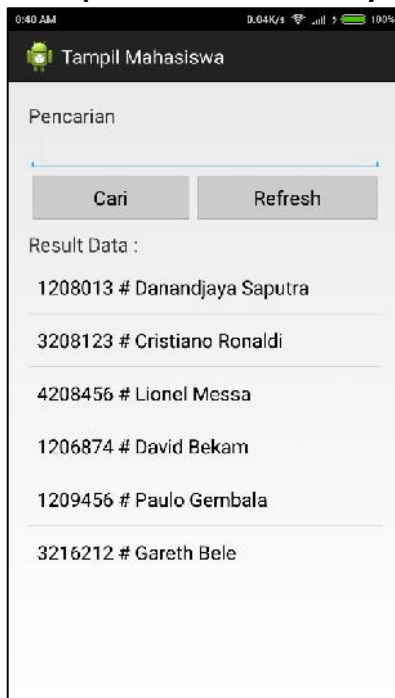 0:40 AM 0.04K/s 100%
Tampil Mahasiswa
Pencarian
Cari Refresh
Result Data :
1208013 # Danandjaya Saputra
3208123 # Cristiano Ronaldi
4208456 # Lionel Messa
1206874 # David Bekam
1209456 # Paulo Gembala
3216212 # Gareth Bele